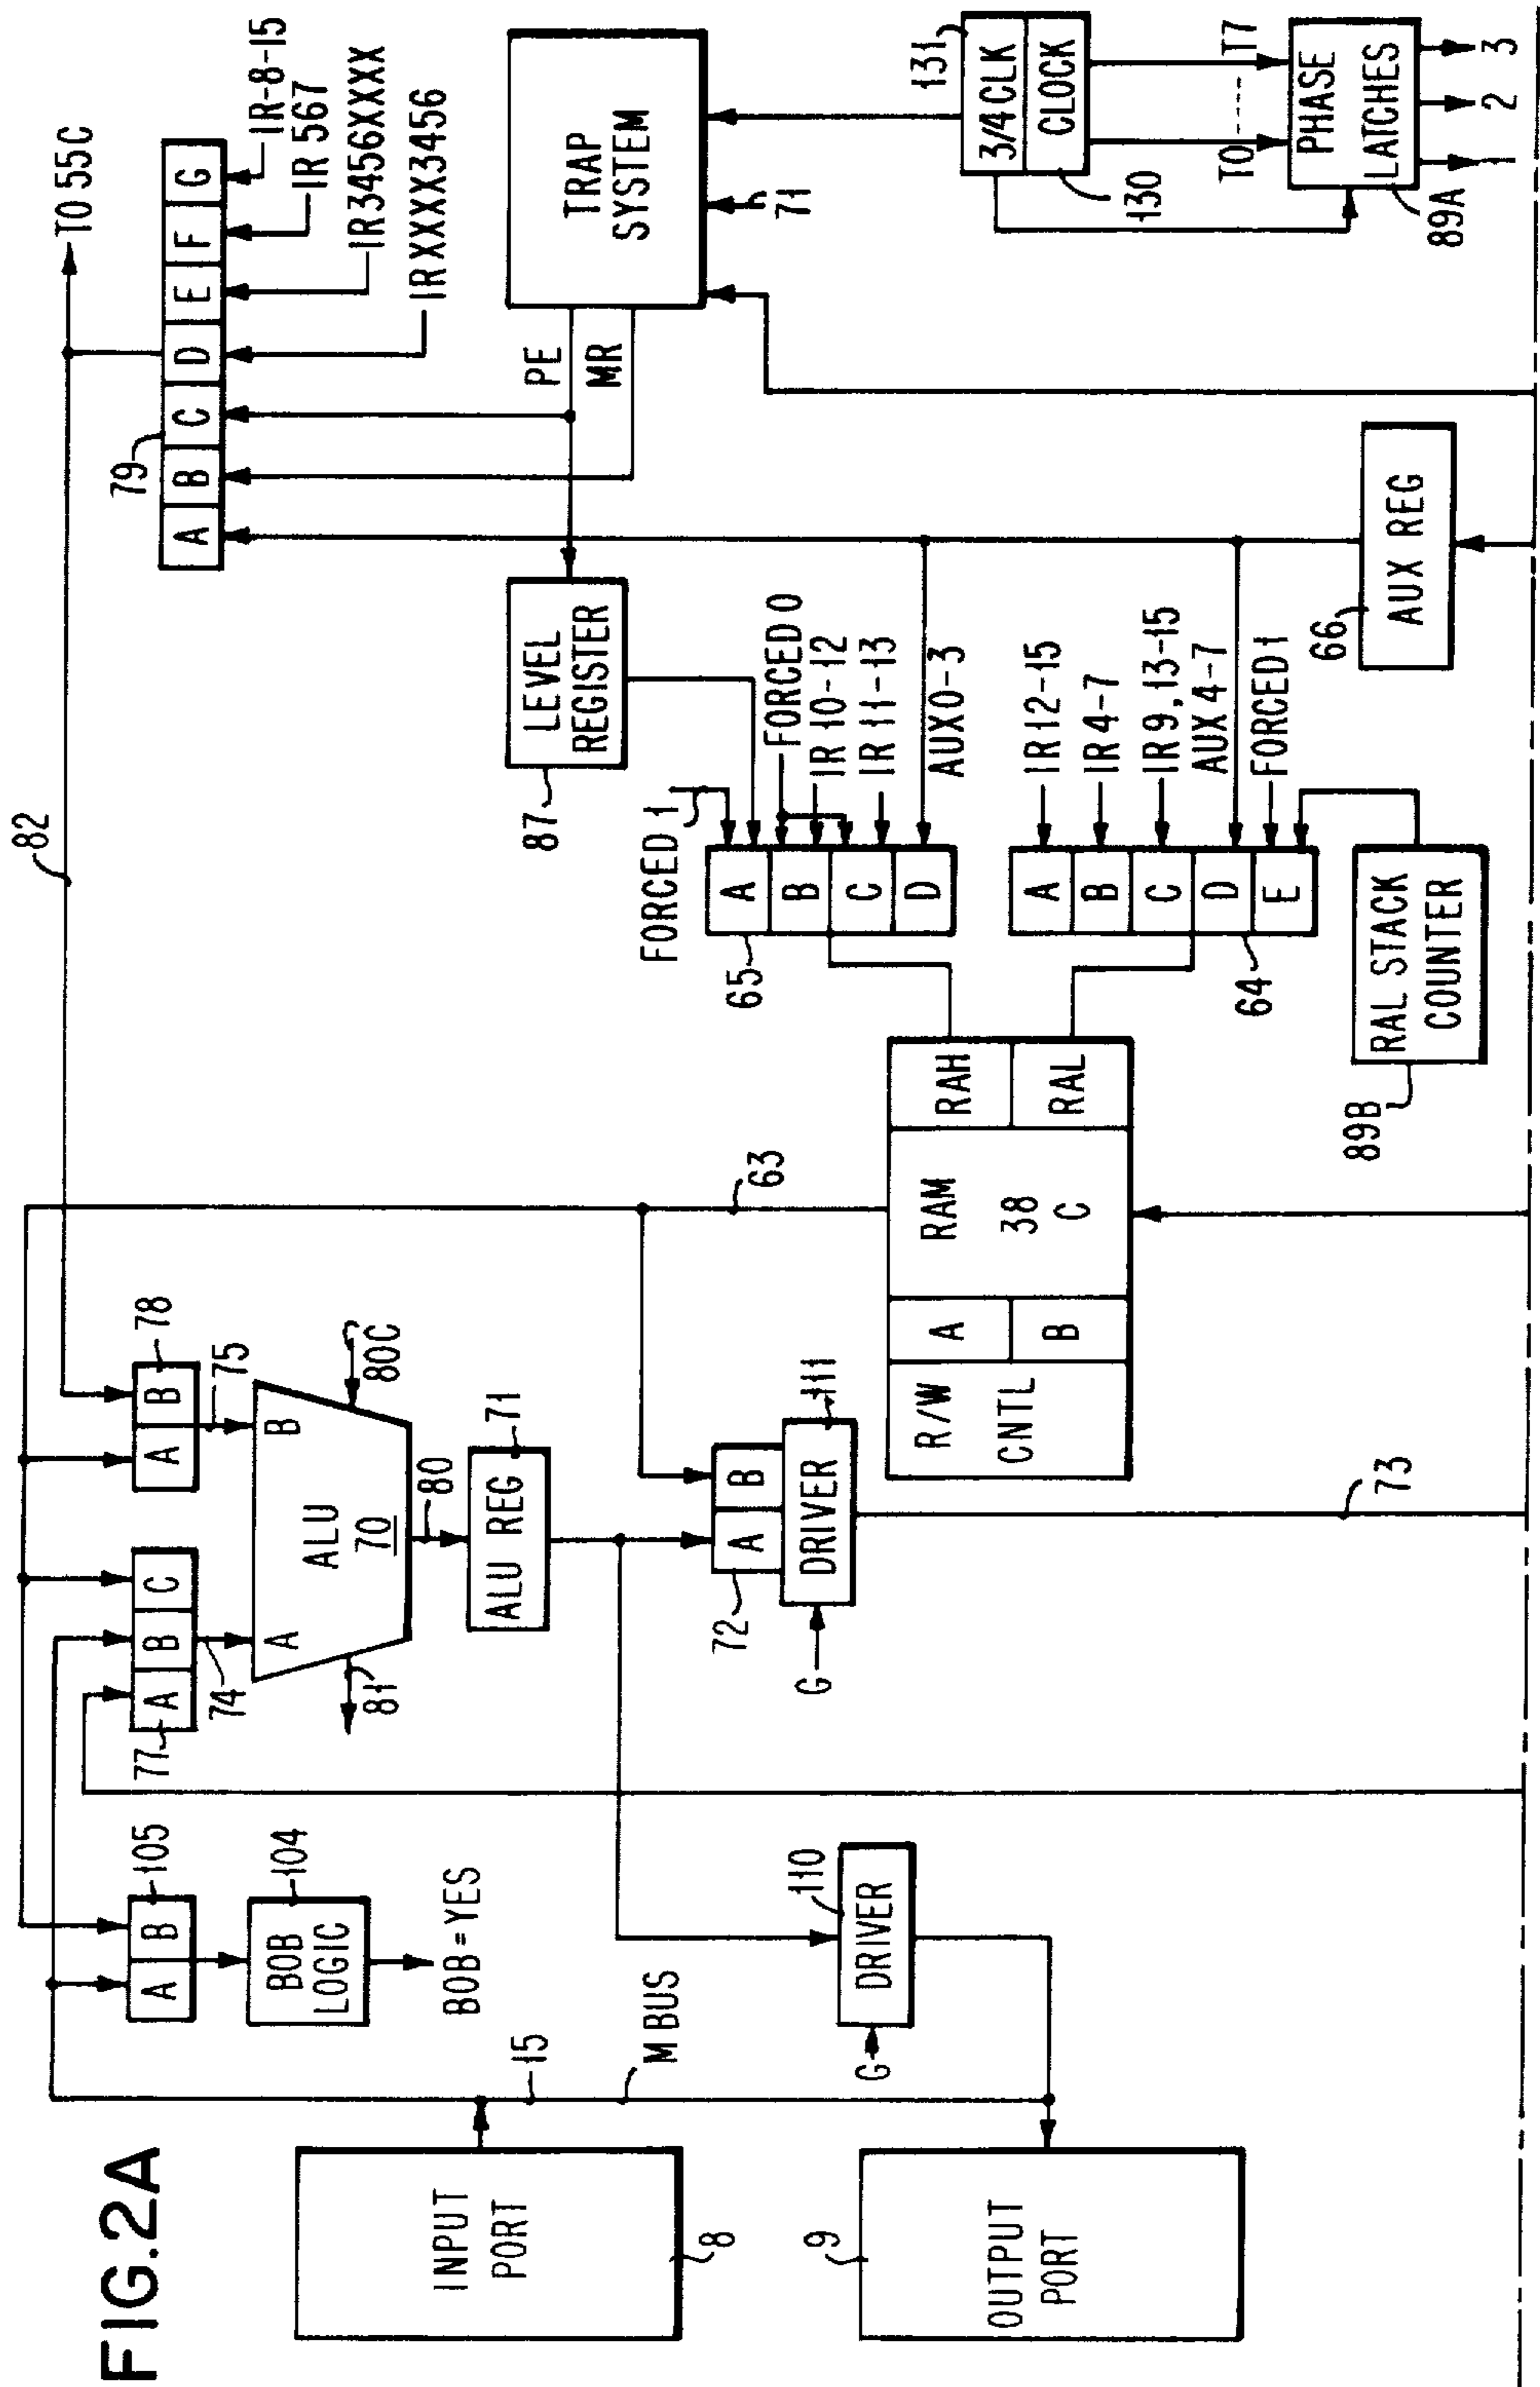 FIG.2A
INPUT
PORT
8
9
OUTPUT
PORT
15
M BUS
A B
105
BOB
LOGIC
104
BOB=YES
G
DRIVER
110
77
A B C
74
A B
78
75
A
B
ALU
70
80C
81
80
ALU REG
71
72
A B
DRIVER
111
G
73
82
63
R/W
CNTL
A
B
RAM
38
C
RAH
RAL
65
A
B
C
D
FORCED 1
FORCED 0
IR 10-12
IR 11-13
AUX 0-3
64
A
B
C
D
E
IR 12-15
IR 4-7
IR 9, 13-15
AUX 4-7
FORCED 1
RAL STACK
COUNTER
89B
87
LEVEL
REGISTER
66
AUX REG
79
A B C D E F G
TO 55C
IR-8-15
IR 567
IR3456XXXX
IRXXXX3456
PE
MR
TRAP
SYSTEM
71
131
3/4 CLK
CLOCK
130
TO ---- T7
PHASE
LATCHES
89A
1 2 3